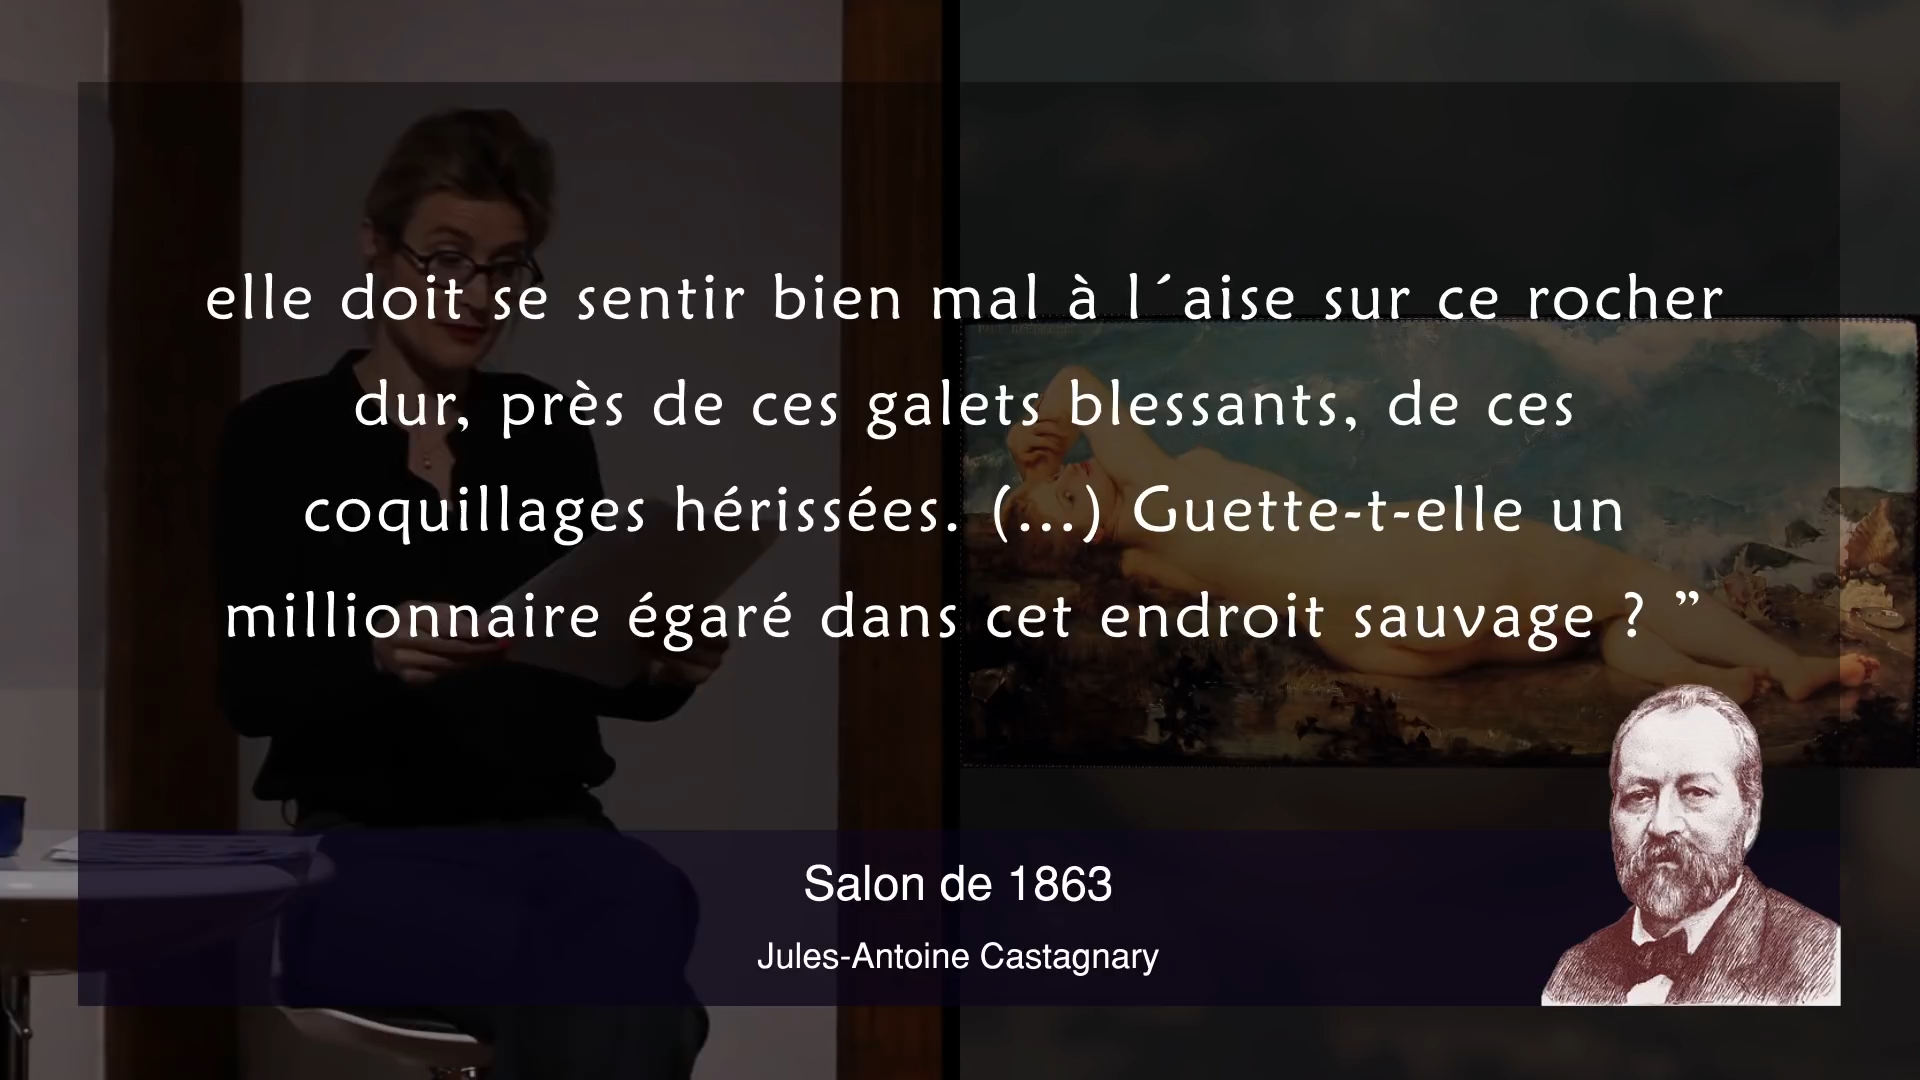 elle doit se sentir bien mal à l´aise sur ce rocher
dur, près de ces galets blessants, de ces
coquillages hérissées. (...) Guette-t-elle un
millionnaire égaré dans cet endroit sauvage ? ”
Salon de 1863
Jules-Antoine Castagnary